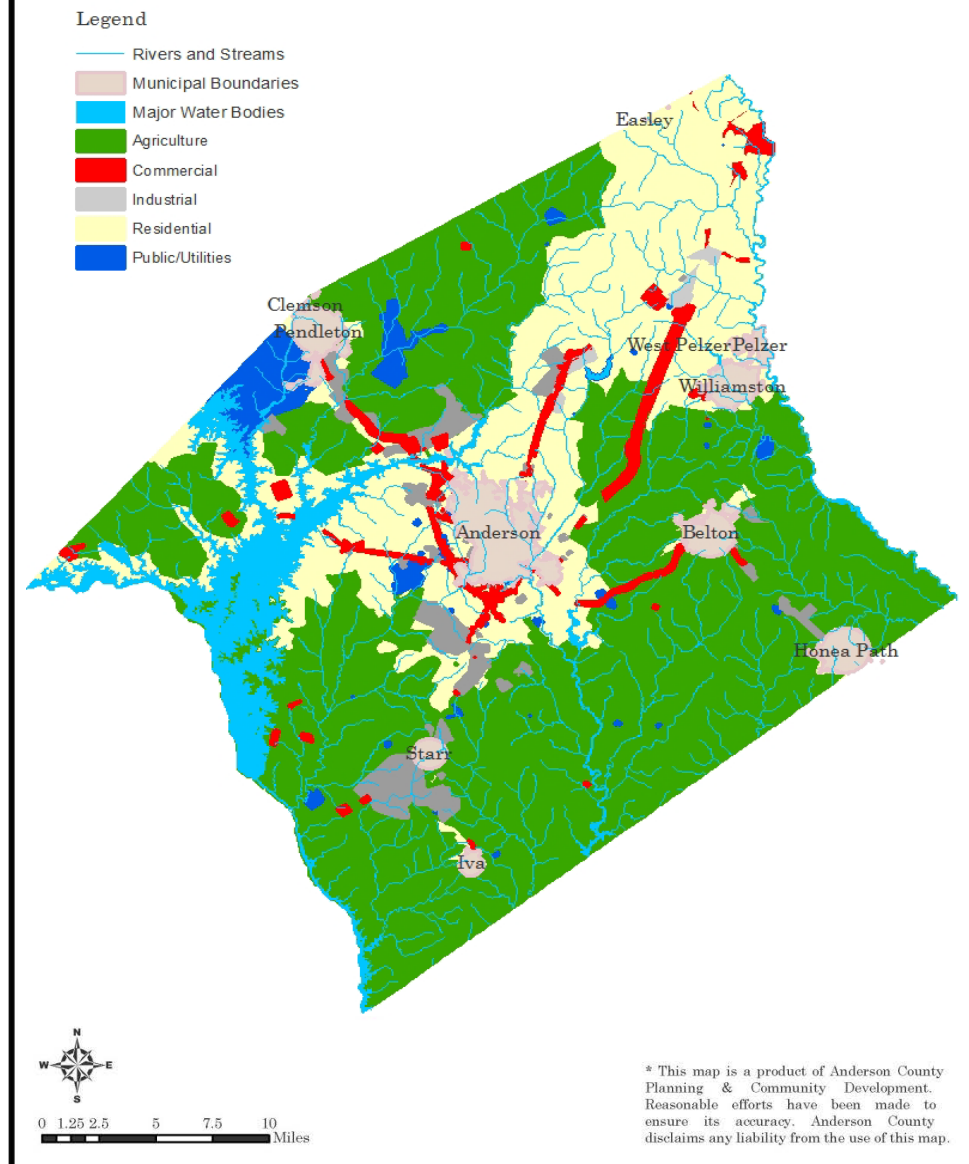 Legend
Rivers and Streams
Municipal Boundaries
Major Water Bodies
Agriculture
Commercial
Industrial
Residential
Public/Utilities
Easley
Clemson
Pendleton
West Pelzer Pelzer
Williamston
Anderson
Belton
Honea Path
Starr
Iva
N
W E
S
0 1.25 2.5 5 7.5 10
Miles
* This map is a product of Anderson County
Planning & Community Development.
Reasonable efforts have been made to
ensure its accuracy. Anderson County
disclaims any liability from the use of this map.